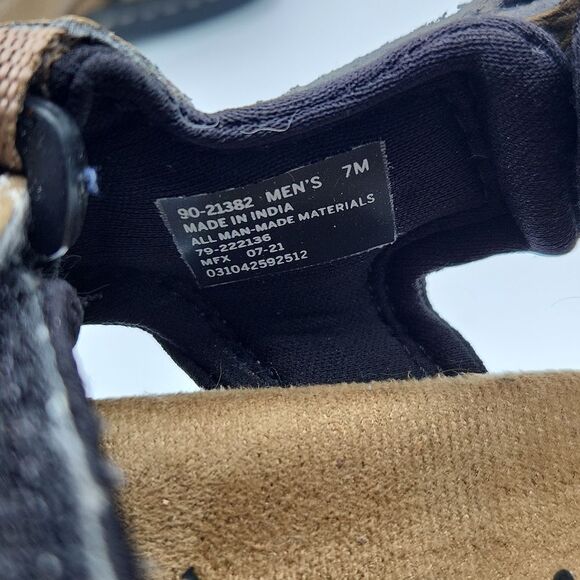 90-21382 MEN'S 7M
MADE IN INDIA
ALL MAN-MADE MATERIALS
79-222136
MFX 07-21
031042592512